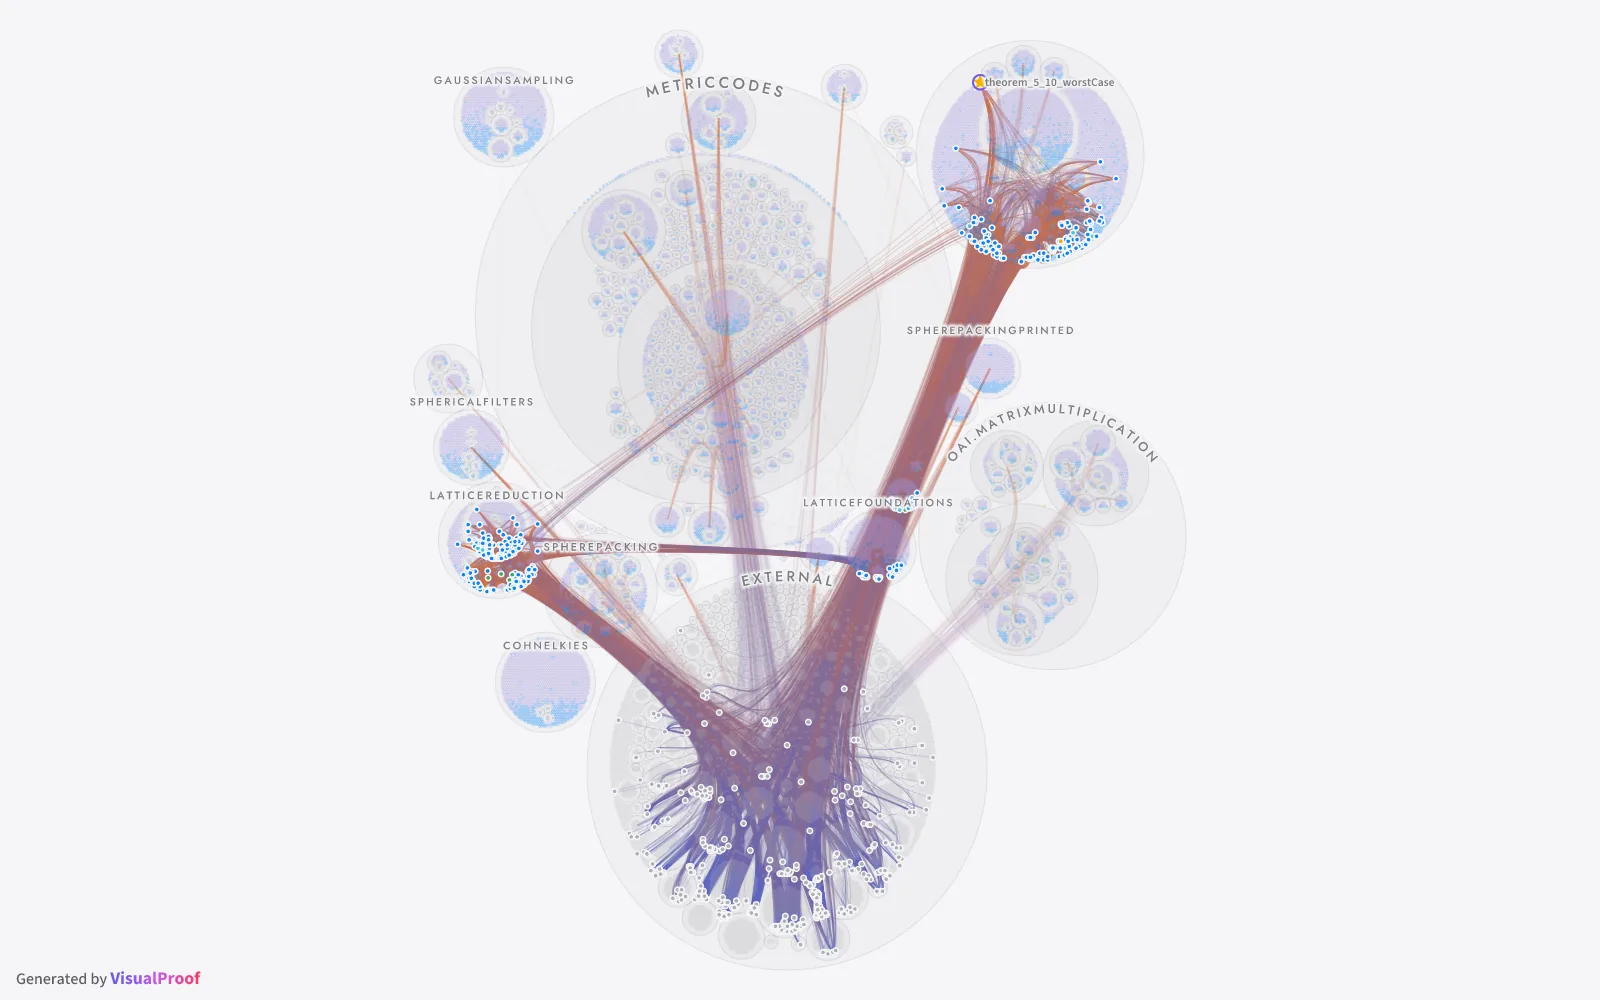 GAUSSIANSAMPLING
METRICCODES
theorem_5_10_worstCase
SPHEREPACKINGPRINTED
SPHERICALFILTERS
OAI.MATRIXMULTIPLICATION
LATTICEREDUCTION
LATTICEFOUNDATIONS
SPHEREPACKING
EXTERNAL
COHNELKIES
Generated by VisualProof